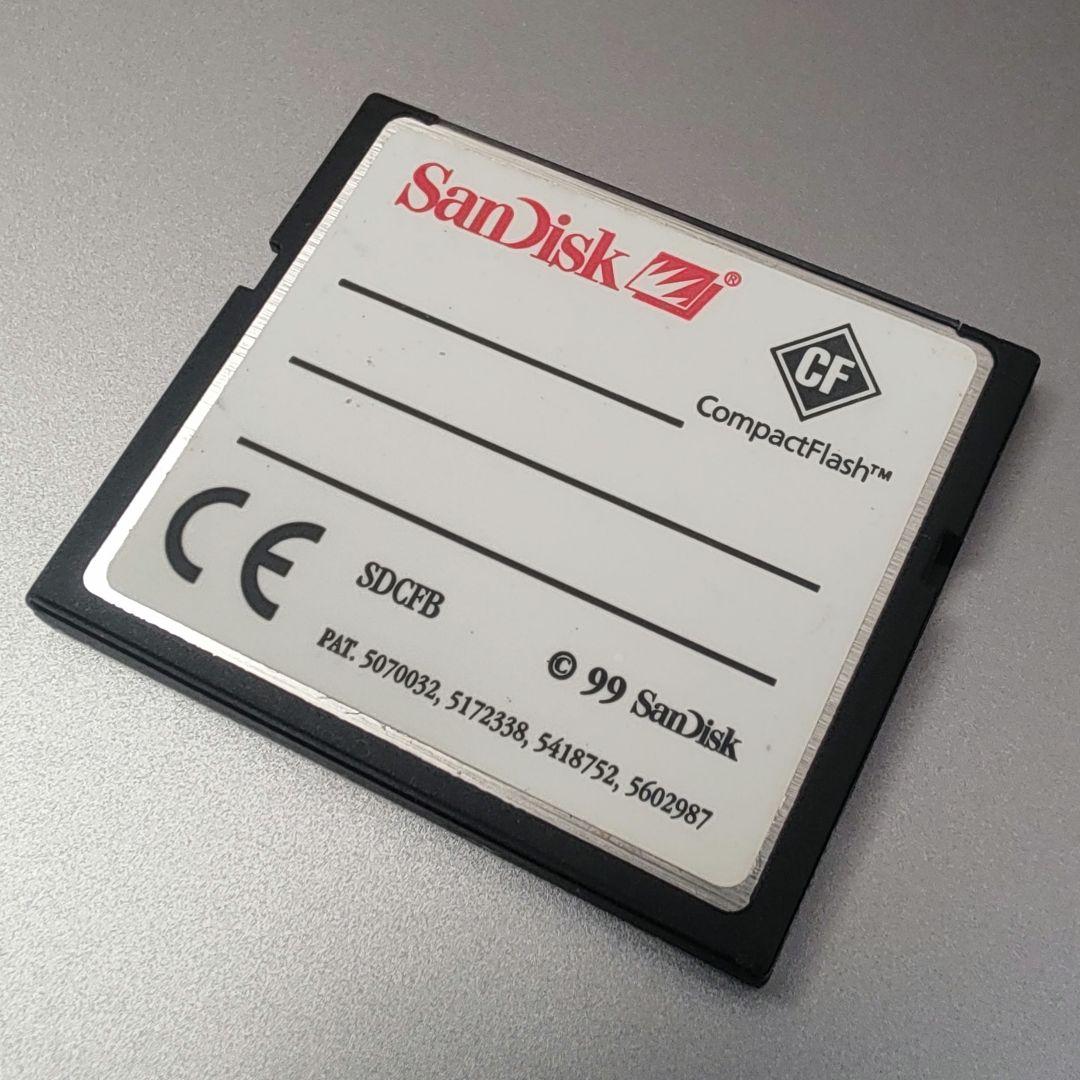 SanDisk ®
CF
CompactFlash™
CE
SDCFB
© 99 SanDisk
PAT. 5070032, 5172338, 5418752, 5602987